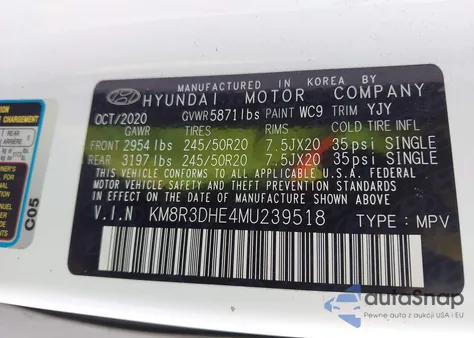 MANUFACTURED IN KOREA BY
HYUNDAI MOTOR COMPANY
OCT/2020 GVWR 5871lbs PAINT WC9 TRIM YJY
GAWR TIRES RIMS COLD TIRE INFL
FRONT 2954 lbs 245/50R20 7.5JX20 35psi SINGLE
REAR 3197 lbs 245/50R20 7.5JX20 35psi SINGLE
THIS VEHICLE CONFORMS TO ALL APPLICABLE
U.S. FEDERAL MOTOR VEHICLE SAFETY AND
THEFT PREVENTION STANDARDS IN EFFECT ON
THE DATE OF MANUFACTURE SHOWN ABOVE.
V.I.N KM8R3DHE4MU239518 TYPE : MPV
C05
REAR
autoSnap
Pewne auta z aukcji USA i EU